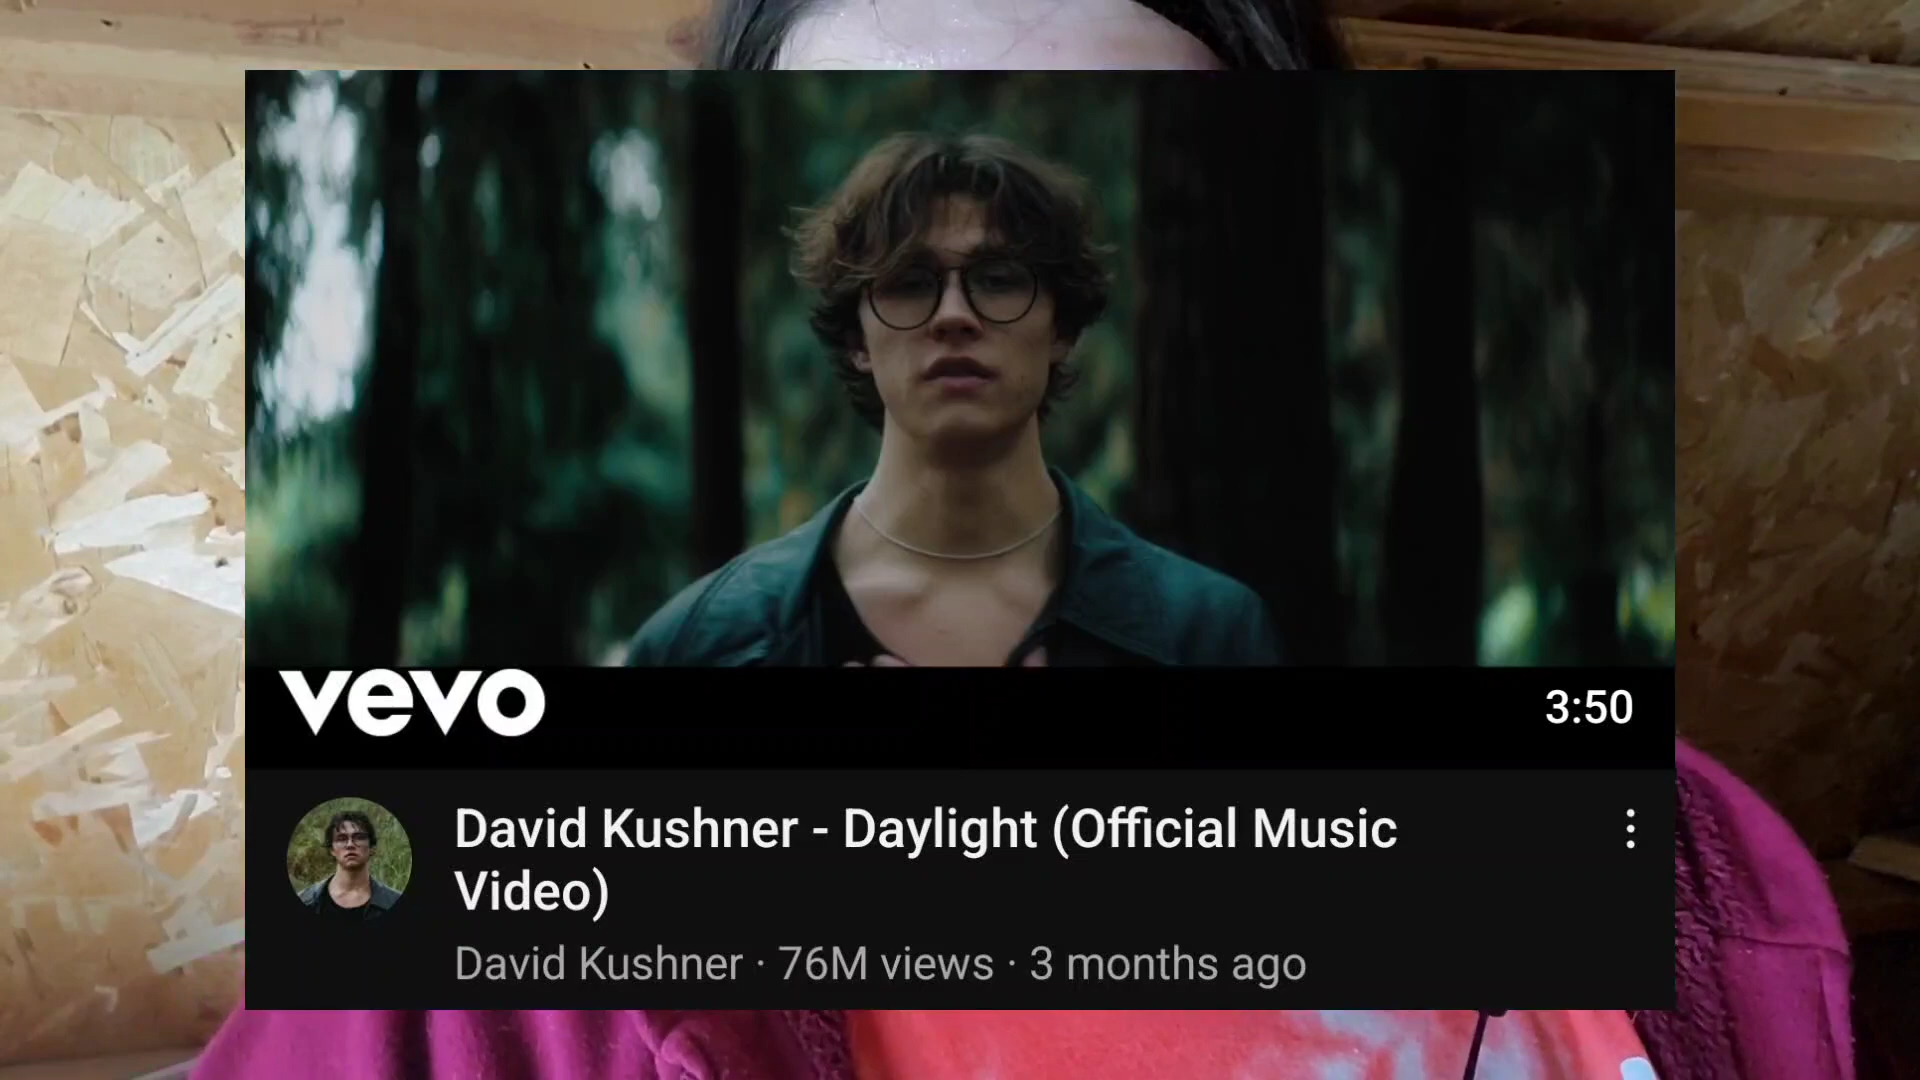 vevo
3:50
David Kushner - Daylight (Official Music
Video)
David Kushner · 76M views · 3 months ago